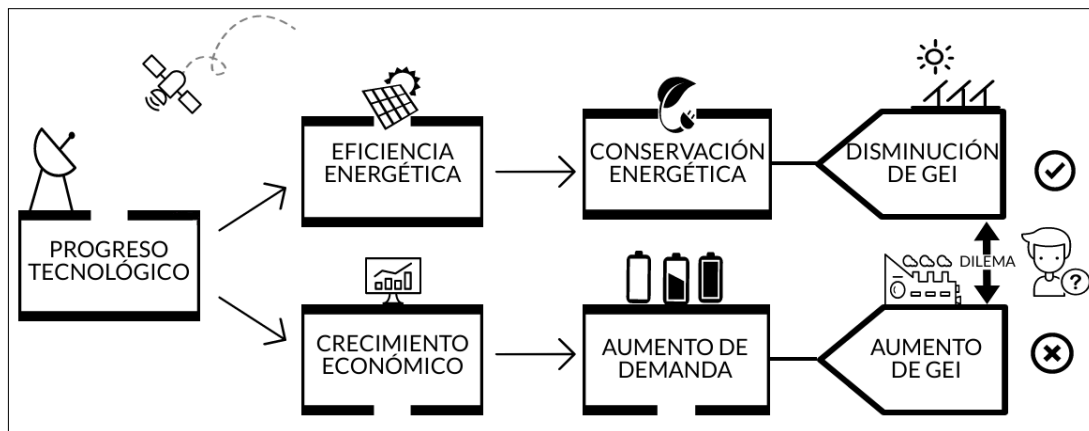 PROGRESO
TECNOLÓGICO
EFICIENCIA
ENERGÉTICA
CONSERVACIÓN
ENERGÉTICA
DISMINUCIÓN
DE GEI
DILEMA
?
CRECIMIENTO
ECONÓMICO
AUMENTO DE
DEMANDA
AUMENTO
DE GEI